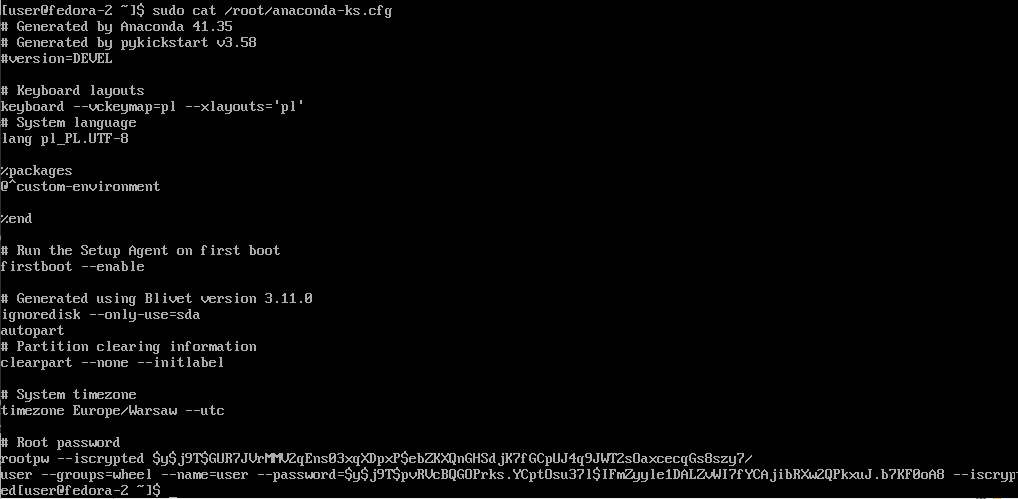 [user@fedora-2 ~]$ sudo cat /root/anaconda-ks.cfg
# Generated by Anaconda 41.35
# Generated by pykickstart v3.58
#version=DEVEL
# Keyboard layouts
keyboard --vckeymap=pl --xlayouts='pl'
# System language
lang pl_PL.UTF-8
%packages
@^custom-environment
%end
# Run the Setup Agent on first boot
firstboot --enable
# Generated using Blivet version 3.11.0
ignoredisk --only-use=sda
autopart
# Partition clearing information
clearpart --none --initlabel
# System timezone
timezone Europe/Warsaw --utc
# Root password
rootpw --iscrypted $y$j9T$GUR7JVrMMV2qEns03xqXDpxP$ebZKXQnGHSdjK7fGCpUJ4q9JWT2sOaxcecqGs8szy7/
user --groups=wheel --name=user --password=$y$j9T$pvRVcBQGOPrks.YCptOsu37l$IFmZyyle1DALZvWI7fYCAjibRXw2QPkxuJ.b7KF0oA8 --iscrypt
ed[user@fedora-2 ~]$